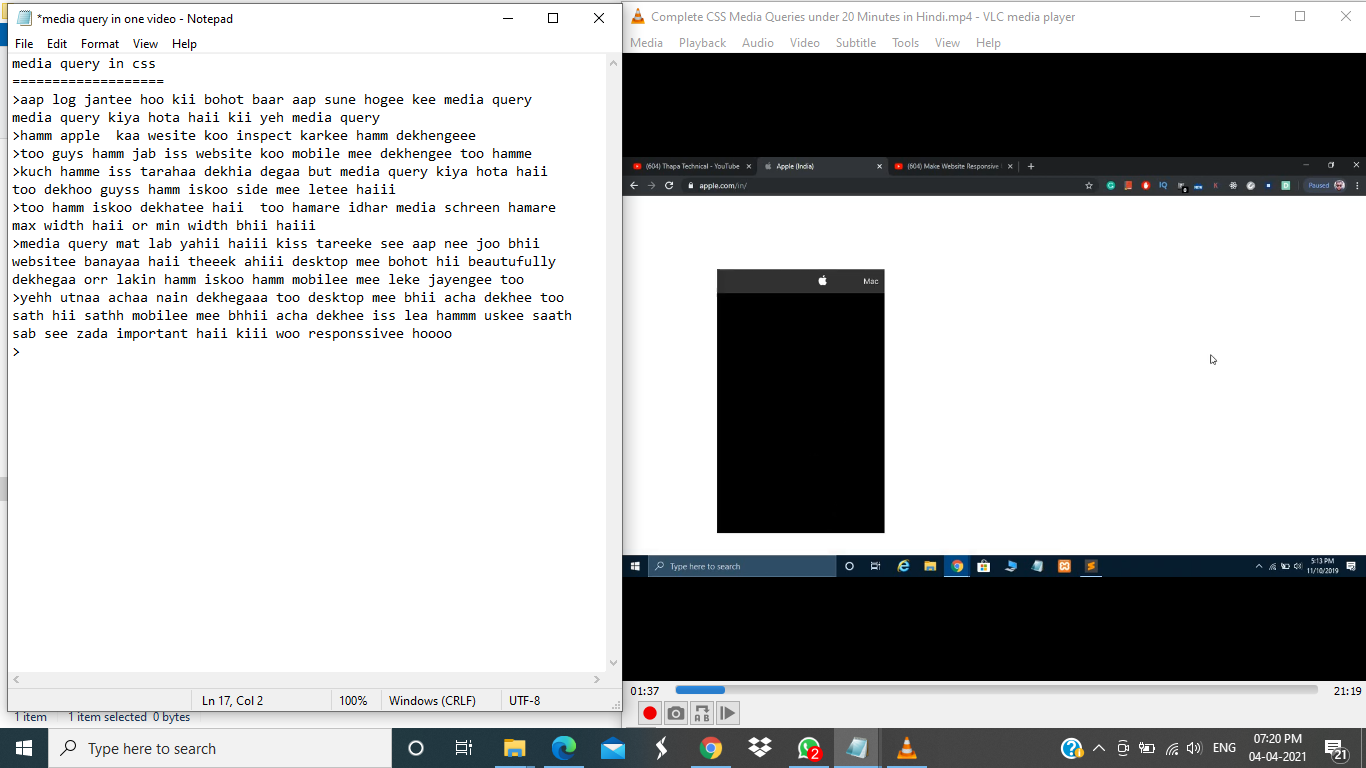 *media query in one video - Notepad
File Edit Format View Help
media query in css
===================
>aap log jantee hoo kii bohot baar aap sune hogee kee media query
media query kiya hota haii kii yeh media query
>hamm apple  kaa wesite koo inspect karkee hamm dekhengeee
>too guys hamm jab iss website koo mobile mee dekhengee too hamme
>kuch hamme iss tarahaa dekhia degaa but media query kiya hota haii
too dekhoo guyss hamm iskoo side mee letee haiii
>too hamm iskoo dekhatee haii  too hamare idhar media schreen hamare
max width haii or min width bhii haiii
>media query mat lab yahii haiii kiss tareeke see aap nee joo bhii
websitee banayaa haii theeek ahiii desktop mee bohot hii beautufully
dekhegaa orr lakin hamm iskoo hamm mobilee mee leke jayengee too
>yehh utnaa achaa nain dekhegaaa too desktop mee bhii acha dekhee too
sath hii sathh mobilee mee bhhii acha dekhee iss lea hammm uskee saath
sab see zada important haii kiii woo responssivee hoooo
>
Ln 17, Col 2 100% Windows (CRLF) UTF-8
1 item 1 item selected 0 bytes
Complete CSS Media Queries under 20 Minutes in Hindi.mp4 - VLC media player
Media Playback Audio Video Subtitle Tools View Help
(604) Thapa Technical - YouTube Apple (India) (604) Make Website Responsive
apple.com/in/ Paused
Mac
Type here to search 5:13 PM
11/10/2019
01:37 21:19
A B
Type here to search 2 ENG 07:20 PM
04-04-2021 21